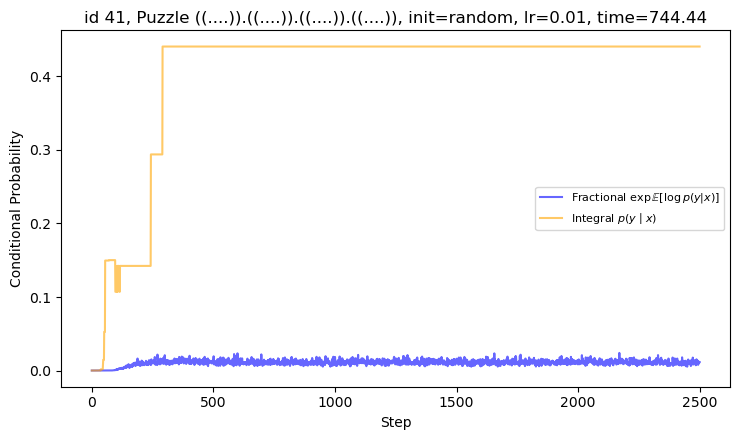 id 41, Puzzle ((....)).((....)).((....)).((....)), init=random, lr=0.01, time=744.44
Conditional Probability
0.4
0.3
0.2
0.1
0.0
Fractional exp𝔼[log p(y|x)]
Integral p(y | x)
0
500
1000
1500
2000
2500
Step